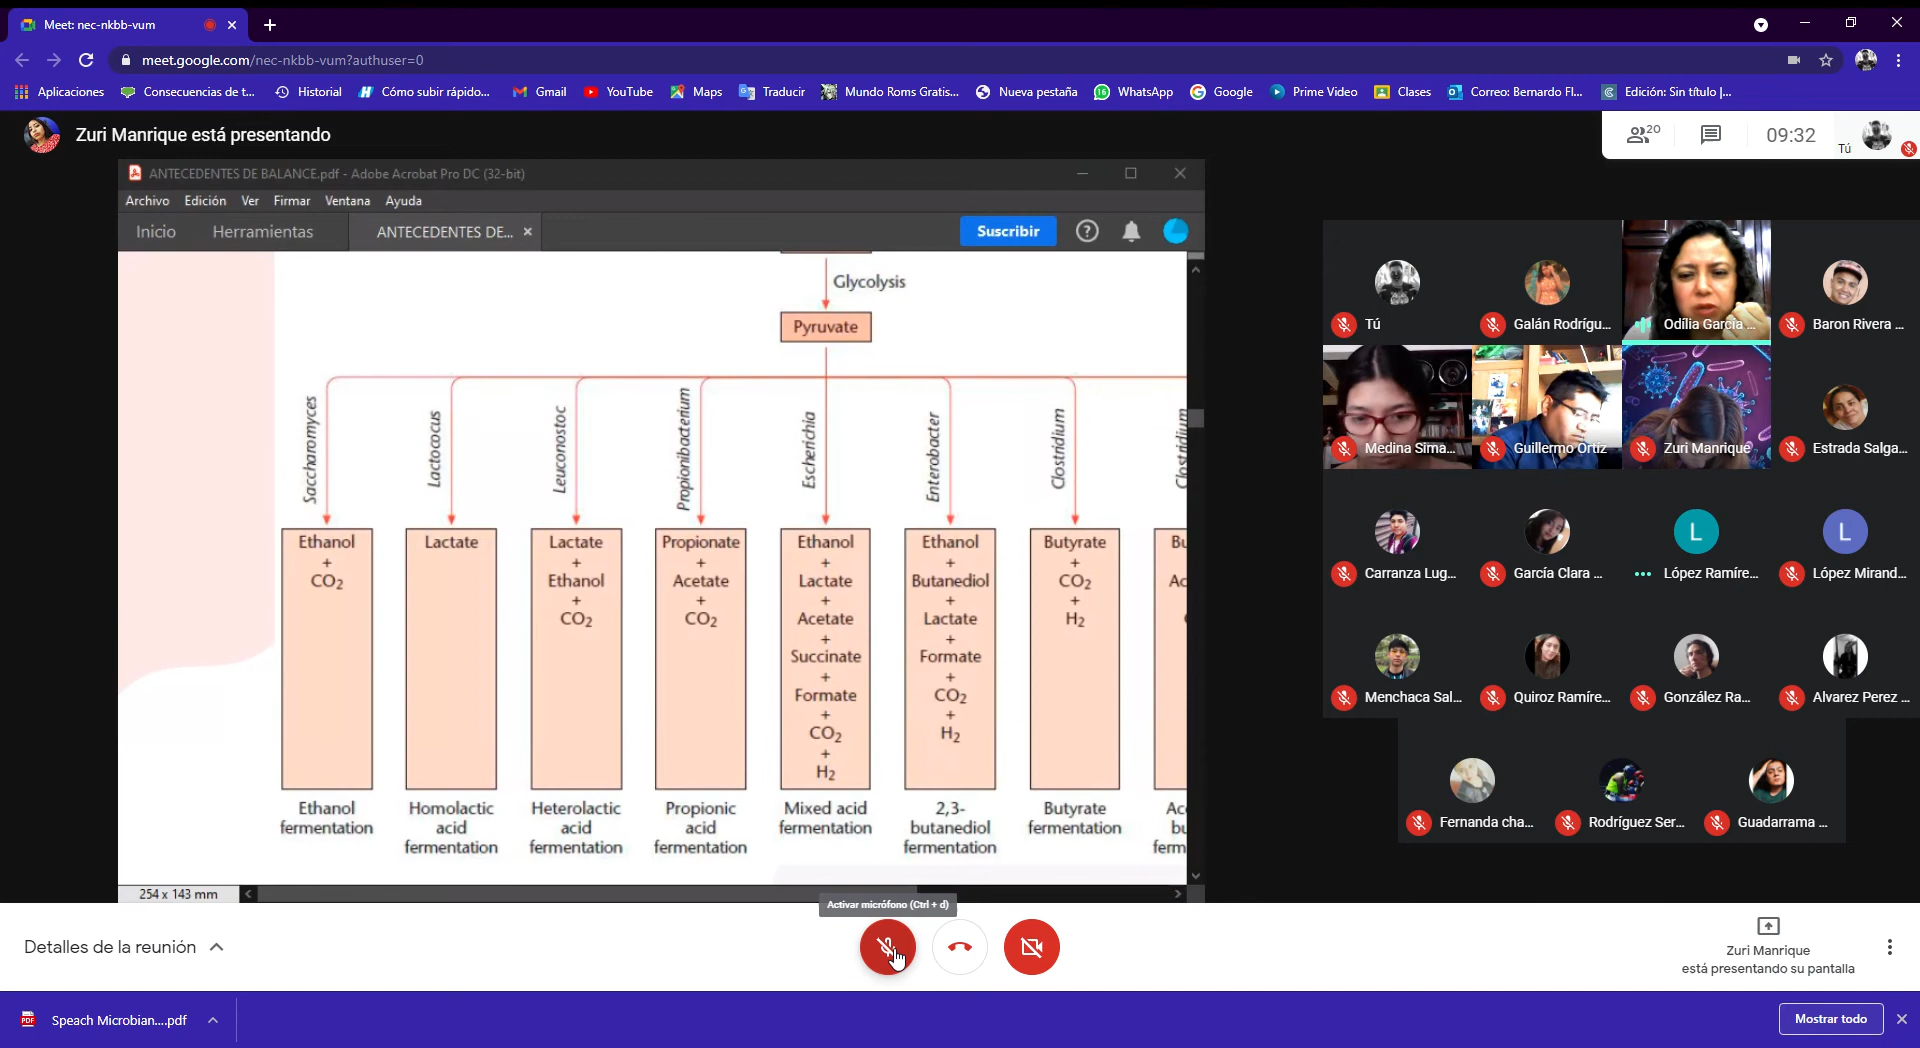 Meet: nec-nkbb-vum
meet.google.com/nec-nkbb-vum?authuser=0
Aplicaciones
Consecuencias de t...
Historial
Cómo subir rápido...
Gmail
YouTube
Maps
Traducir
Mundo Roms Gratis...
Nueva pestaña
16
WhatsApp
Google
Prime Video
Clases
Correo: Bernardo Fl...
Edición: Sin título |...
Zuri Manrique está presentando
20
09:32
Tú
ANTECEDENTES DE BALANCE.pdf - Adobe Acrobat Pro DC (32-bit)
Archivo Edición Ver Firmar Ventana Ayuda
Inicio
Herramientas
ANTECEDENTES DE...
Suscribir
Glycolysis
Pyruvate
Saccharomyces
Lactococus
Leuconostoc
Propionibacterium
Escherichia
Enterobacter
Clostridium
Clostridium
Ethanol
+
CO2
Lactate
Lactate
+
Ethanol
+
CO2
Propionate
+
Acetate
+
CO2
Ethanol
+
Lactate
+
Acetate
+
Succinate
+
Formate
+
CO2
+
H2
Ethanol
+
Butanediol
+
Lactate
+
Formate
+
CO2
+
H2
Butyrate
+
CO2
+
H2
Bu
Ac
Ethanol
fermentation
Homolactic
acid
fermentation
Heterolactic
acid
fermentation
Propionic
acid
fermentation
Mixed acid
fermentation
2,3-
butanediol
fermentation
Butyrate
fermentation
Ace
bu
ferm
254 x 143 mm
Tú
Galán Rodrígu...
Odilia García ...
Baron Rivera ...
Medina Sima...
Guillermo Ortiz
Zuri Manrique
Estrada Salga...
Carranza Lug...
García Clara ...
L
López Ramíre...
L
López Mirand...
Menchaca Sal...
Quiroz Ramíre...
González Ra...
Alvarez Perez ...
Fernanda cha...
Rodríguez Ser...
Guadarrama ...
Activar micrófono (Ctrl + d)
Detalles de la reunión
Zuri Manrique
está presentando su pantalla
PDF
Speach Microbian....pdf
Mostrar todo